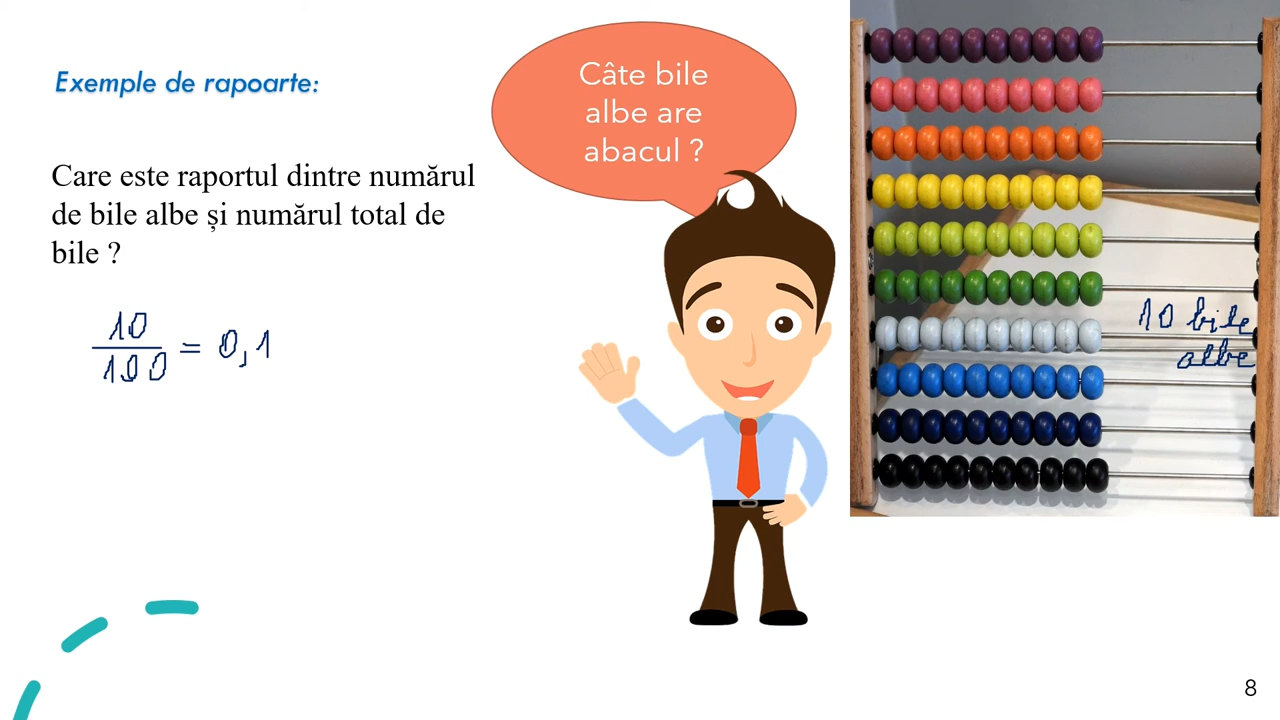 Exemple de rapoarte:
Câte bile
albe are
abacul ?
Care este raportul dintre numărul
de bile albe și numărul total de
bile ?
10
100
= 0,1
10 bile
albe
8